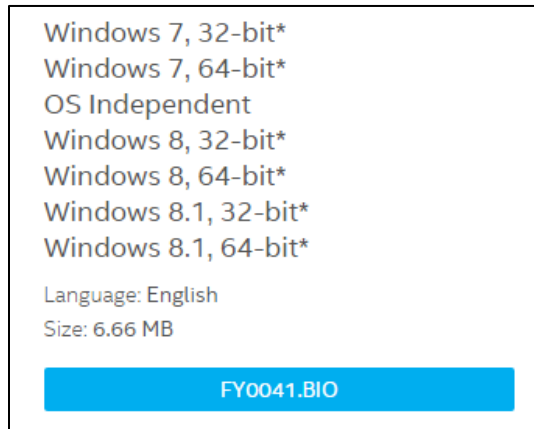 Windows 7, 32-bit*
Windows 7, 64-bit*
OS Independent
Windows 8, 32-bit*
Windows 8, 64-bit*
Windows 8.1, 32-bit*
Windows 8.1, 64-bit*
Language: English
Size: 6.66 MB
FY0041.BIO